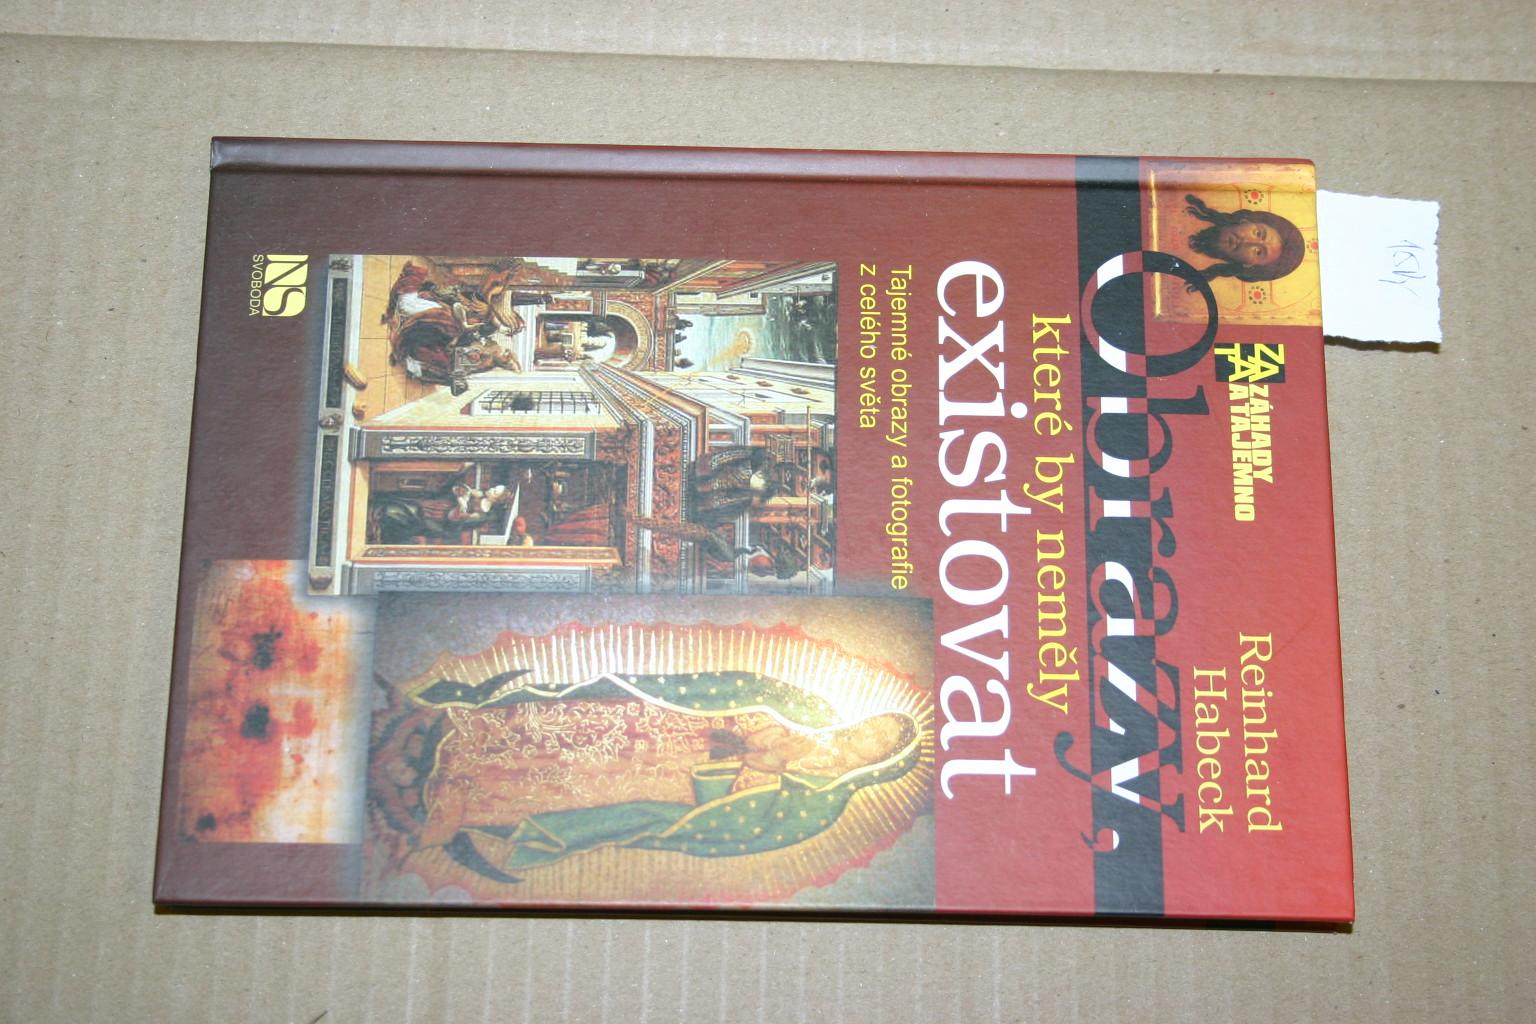 Reinhard
Habeck
ZÁHADY
TAJEMNO
Obrazy,
které by neměly
existovat
Tajemné obrazy a fotografie
z celého světa
NS
SVOBODA